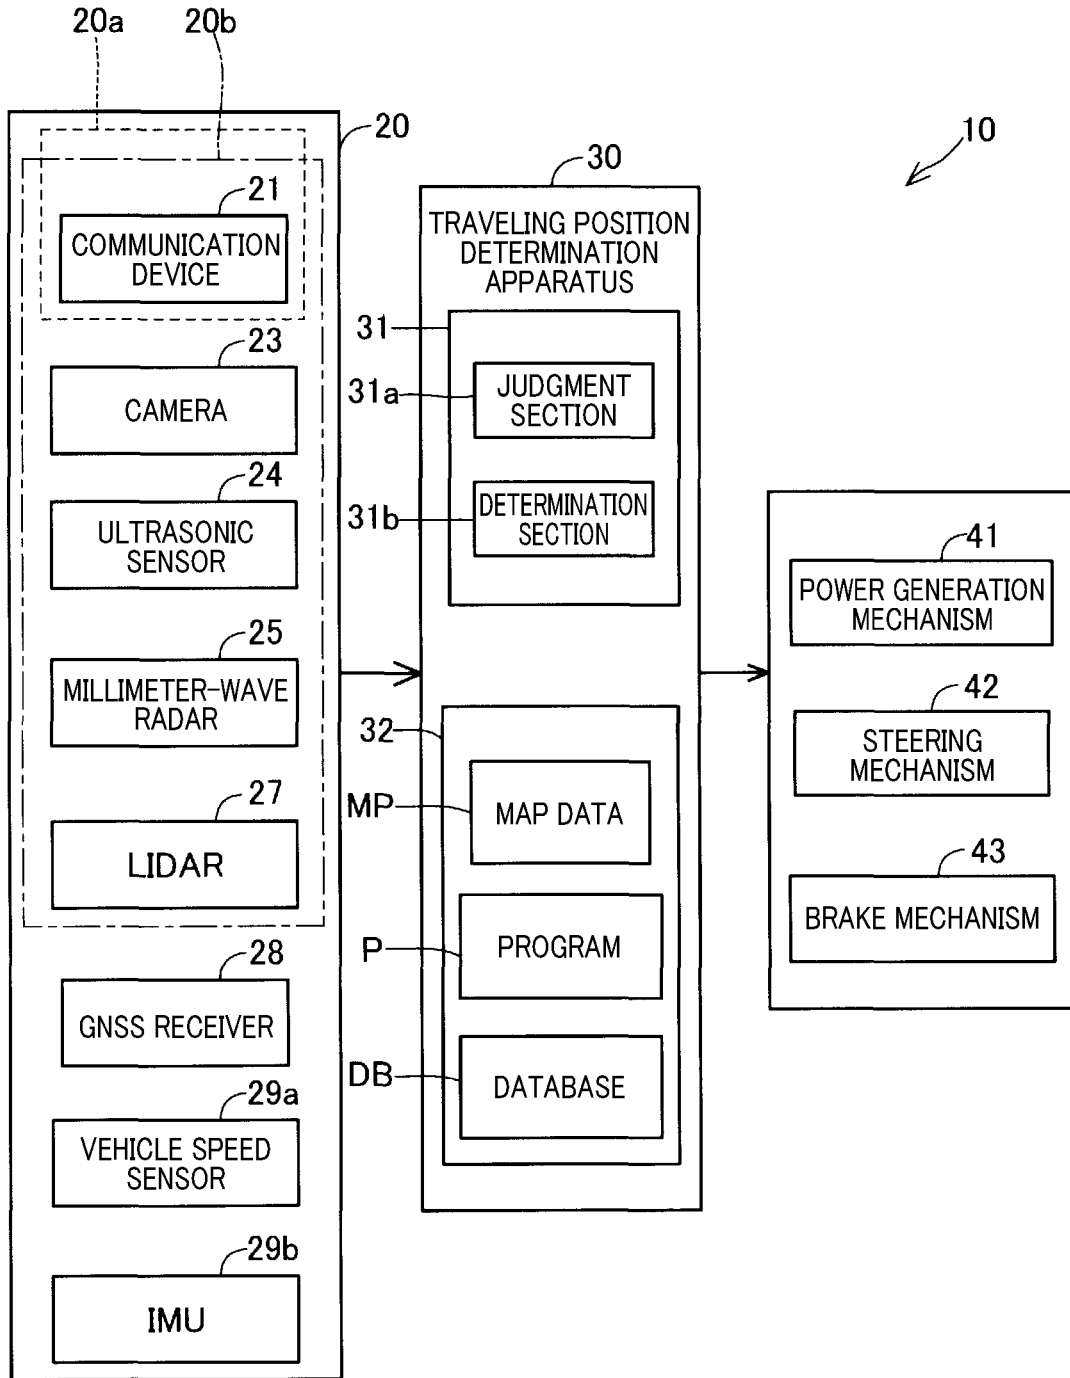 20a
20b
20
21
COMMUNICATION
DEVICE
23
CAMERA
24
ULTRASONIC
SENSOR
25
MILLIMETER-WAVE
RADAR
27
LIDAR
28
GNSS RECEIVER
29a
VEHICLE SPEED
SENSOR
29b
IMU
30
TRAVELING POSITION
DETERMINATION
APPARATUS
31
31a
JUDGMENT
SECTION
31b
DETERMINATION
SECTION
32
MP
MAP DATA
P
PROGRAM
DB
DATABASE
10
41
POWER GENERATION
MECHANISM
42
STEERING
MECHANISM
43
BRAKE MECHANISM